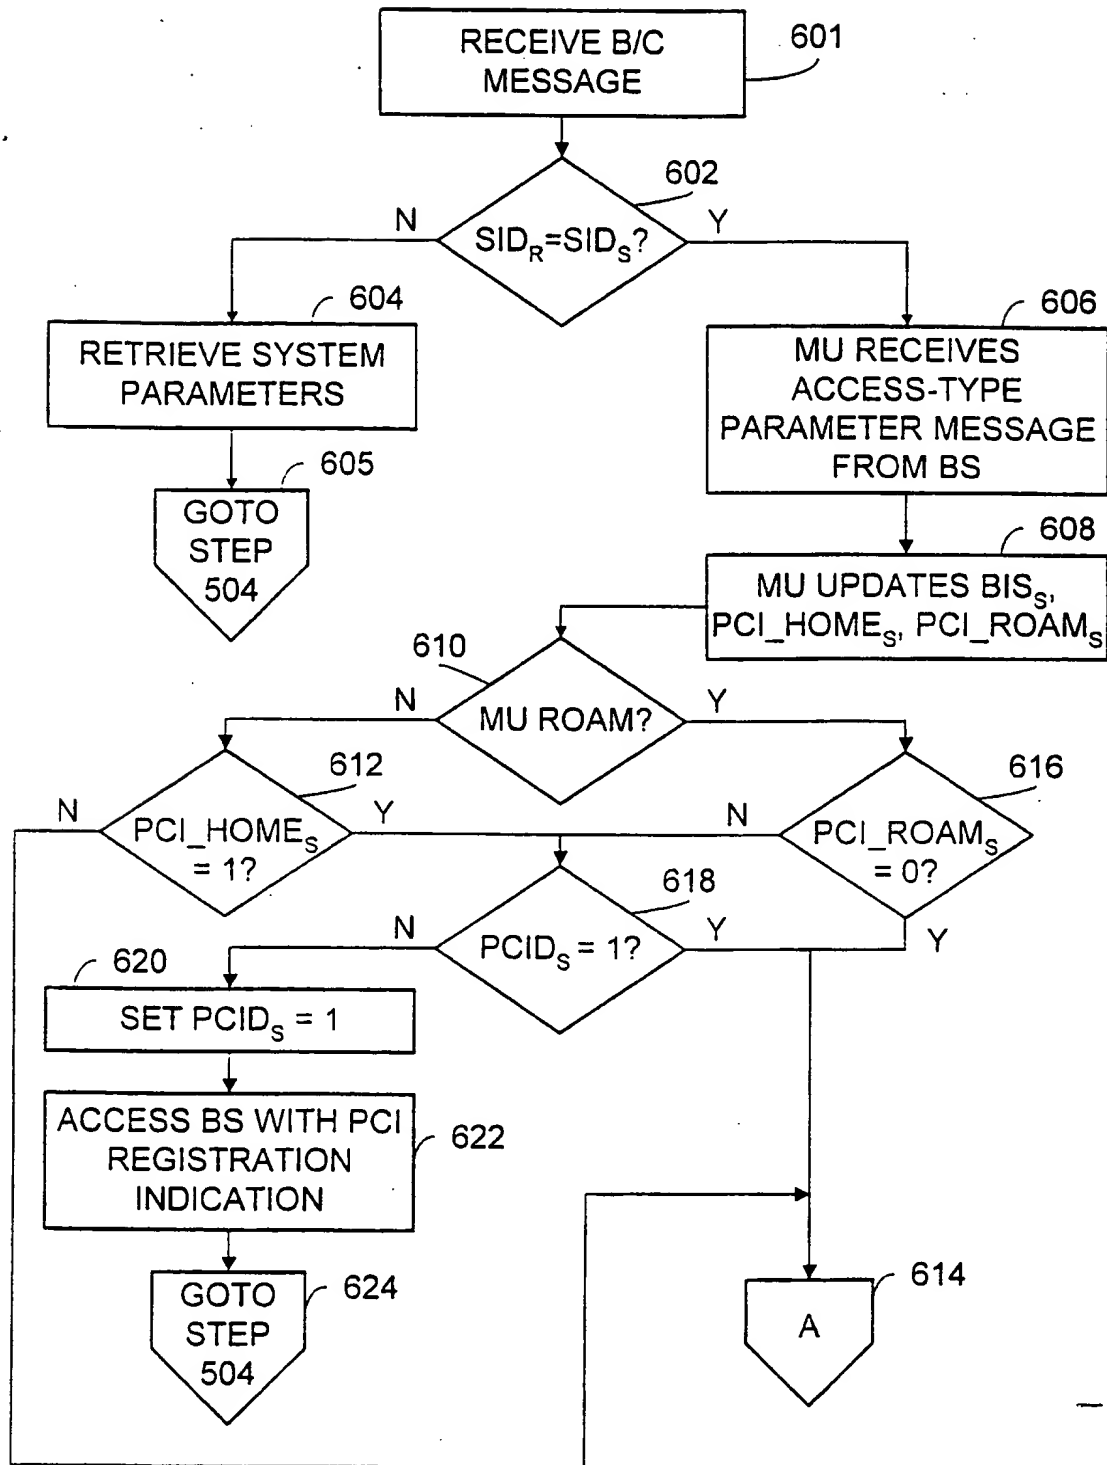 RECEIVE B/C
MESSAGE
601
602
N
Y
SIDR=SIDS?
604
606
RETRIEVE SYSTEM
PARAMETERS
MU RECEIVES
ACCESS-TYPE
PARAMETER MESSAGE
FROM BS
605
GOTO
STEP
504
608
MU UPDATES BISS,
PCI_HOMES, PCI_ROAMS
610
N
Y
MU ROAM?
612
616
N
Y
N
PCI_HOMES
= 1?
PCI_ROAMS
= 0?
618
N
Y
Y
PCIDS = 1?
620
SET PCIDS = 1
ACCESS BS WITH PCI
REGISTRATION
INDICATION
622
GOTO
STEP
504
624
614
A